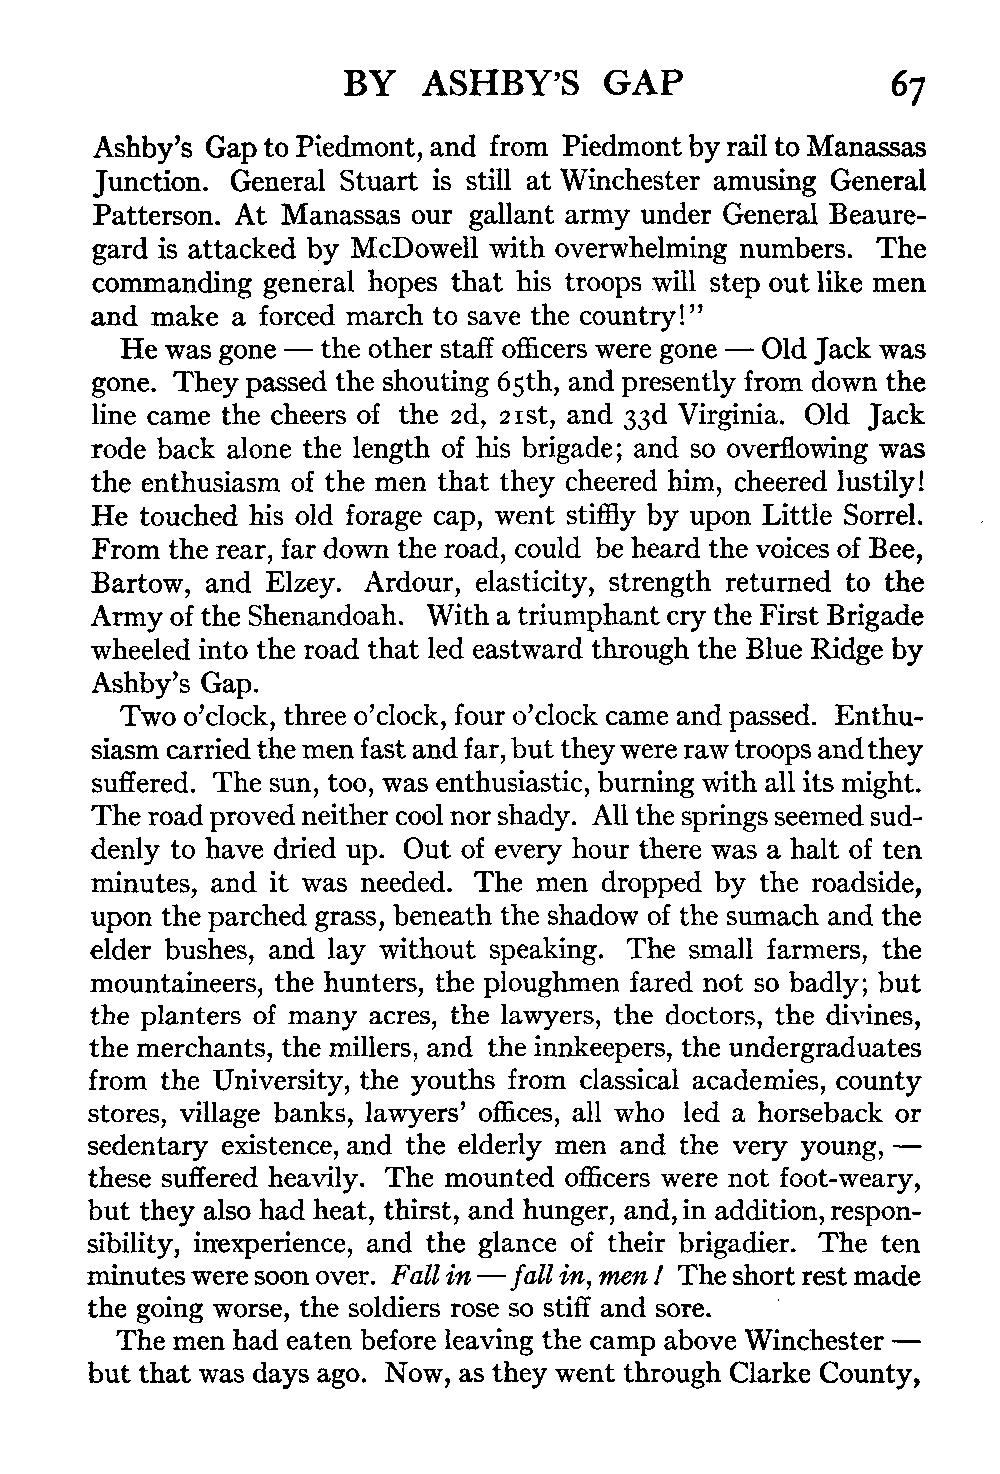 BY ASHBY'S GAP 67
Ashby's Gap to Piedmont, and from Piedmont by rail to Manassas
Junction. General Stuart is still at Winchester amusing General
Patterson. At Manassas our gallant army under General Beaure-
gard is attacked by McDowell with overwhelming numbers. The
commanding general hopes that his troops will step out like men
and make a forced march to save the country!"
He was gone — the other staff officers were gone — Old Jack was
gone. They passed the shouting 65th, and presently from down the
line came the cheers of the 2d, 21st, and 33d Virginia. Old Jack
rode back alone the length of his brigade; and so overflowing was
the enthusiasm of the men that they cheered him, cheered lustily!
He touched his old forage cap, went stiffly by upon Little Sorrel.
From the rear, far down the road, could be heard the voices of Bee,
Bartow, and Elzey. Ardour, elasticity, strength returned to the
Army of the Shenandoah. With a triumphant cry the First Brigade
wheeled into the road that led eastward through the Blue Ridge by
Ashby's Gap.
Two o'clock, three o'clock, four o'clock came and passed. Enthu-
siasm carried the men fast and far, but they were raw troops and they
suffered. The sun, too, was enthusiastic, burning with all its might.
The road proved neither cool nor shady. All the springs seemed sud-
denly to have dried up. Out of every hour there was a halt of ten
minutes, and it was needed. The men dropped by the roadside,
upon the parched grass, beneath the shadow of the sumach and the
elder bushes, and lay without speaking. The small farmers, the
mountaineers, the hunters, the ploughmen fared not so badly; but
the planters of many acres, the lawyers, the doctors, the divines,
the merchants, the millers, and the innkeepers, the undergraduates
from the University, the youths from classical academies, county
stores, village banks, lawyers' offices, all who led a horseback or
sedentary existence, and the elderly men and the very young, —
these suffered heavily. The mounted officers were not foot-weary,
but they also had heat, thirst, and hunger, and, in addition, respon-
sibility, inexperience, and the glance of their brigadier. The ten
minutes were soon over. Fall in — fall in, men! The short rest made
the going worse, the soldiers rose so stiff and sore.
The men had eaten before leaving the camp above Winchester —
but that was days ago. Now, as they went through Clarke County,